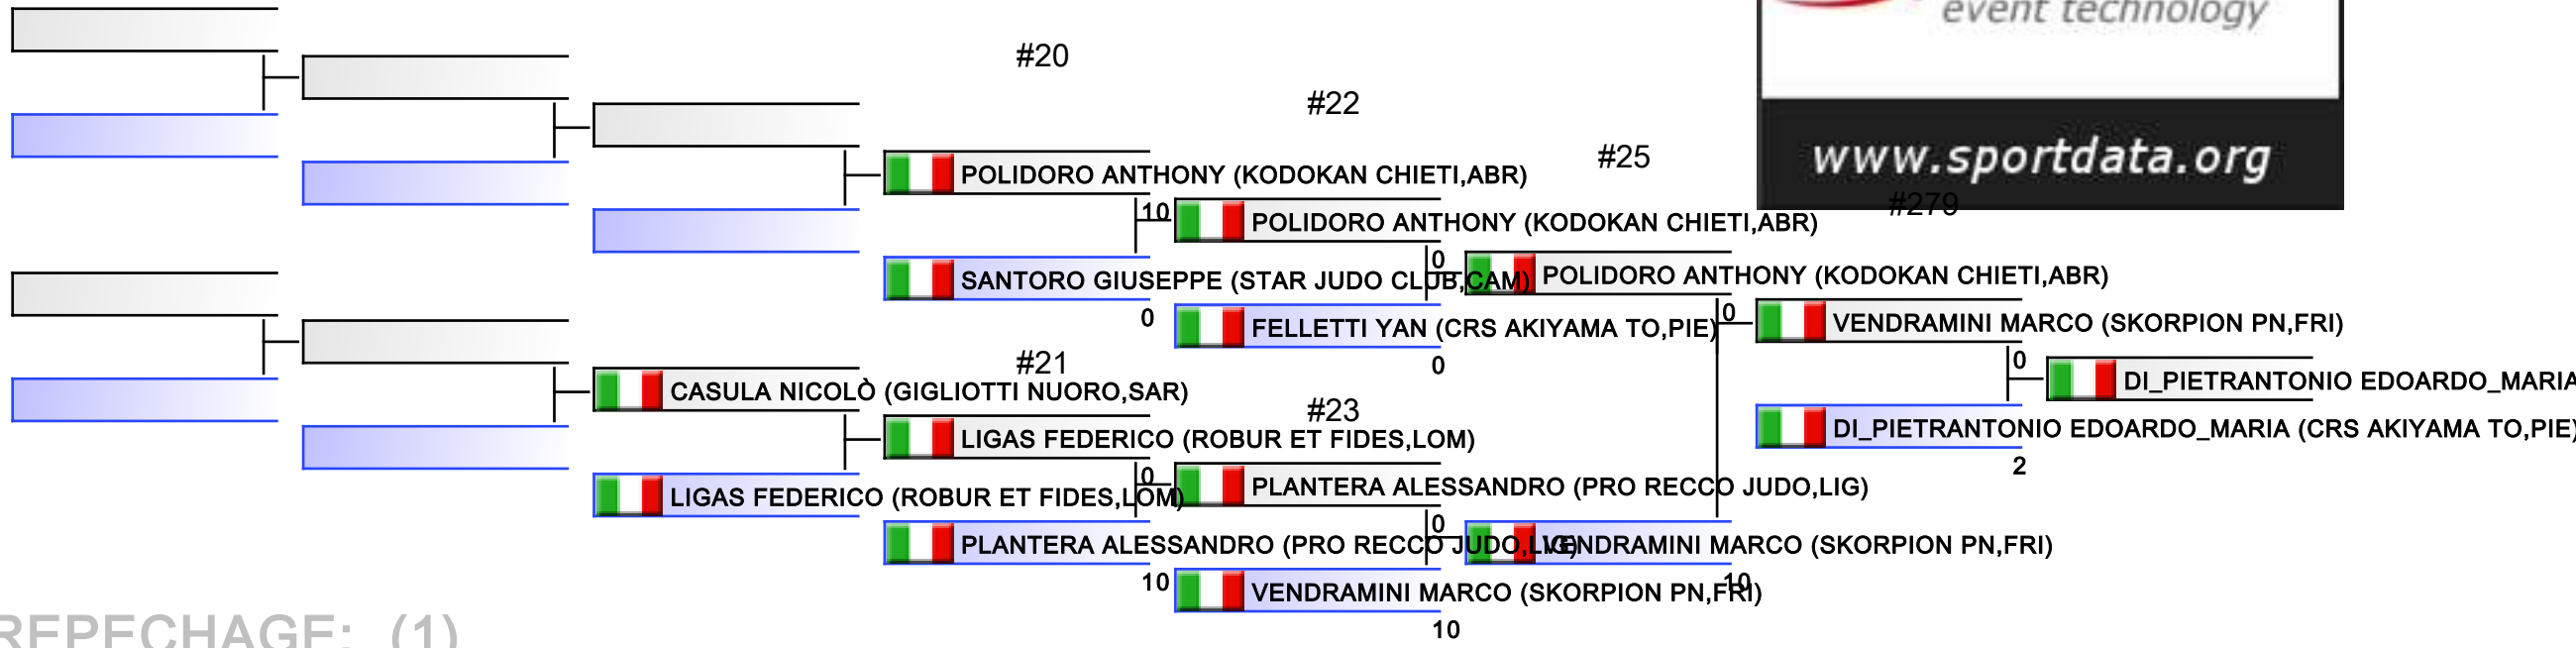 event technology
#20
#22
www.sportdata.org
#25
POLIDORO ANTHONY (KODOKAN CHIETI,ABR)
#279
10
POLIDORO ANTHONY (KODOKAN CHIETI,ABR)
0
SANTORO GIUSEPPE (STAR JUDO CLUB,CAM)
POLIDORO ANTHONY (KODOKAN CHIETI,ABR)
0
0
FELLETTI YAN (CRS AKIYAMA TO,PIE)
VENDRAMINI MARCO (SKORPION PN,FRI)
#21
0
0
CASULA NICOLÒ (GIGLIOTTI NUORO,SAR)
DI_PIETRANTONIO EDOARDO_MARIA
#23
LIGAS FEDERICO (ROBUR ET FIDES,LOM)
DI_PIETRANTONIO EDOARDO_MARIA (CRS AKIYAMA TO,PIE)
2
0
PLANTERA ALESSANDRO (PRO RECCO JUDO,LIG)
LIGAS FEDERICO (ROBUR ET FIDES,LOM)
0
PLANTERA ALESSANDRO (PRO RECCO JUDO,LIG)
VENDRAMINI MARCO (SKORPION PN,FRI)
10
10
VENDRAMINI MARCO (SKORPION PN,FRI)
10
REPECHAGE: (1)